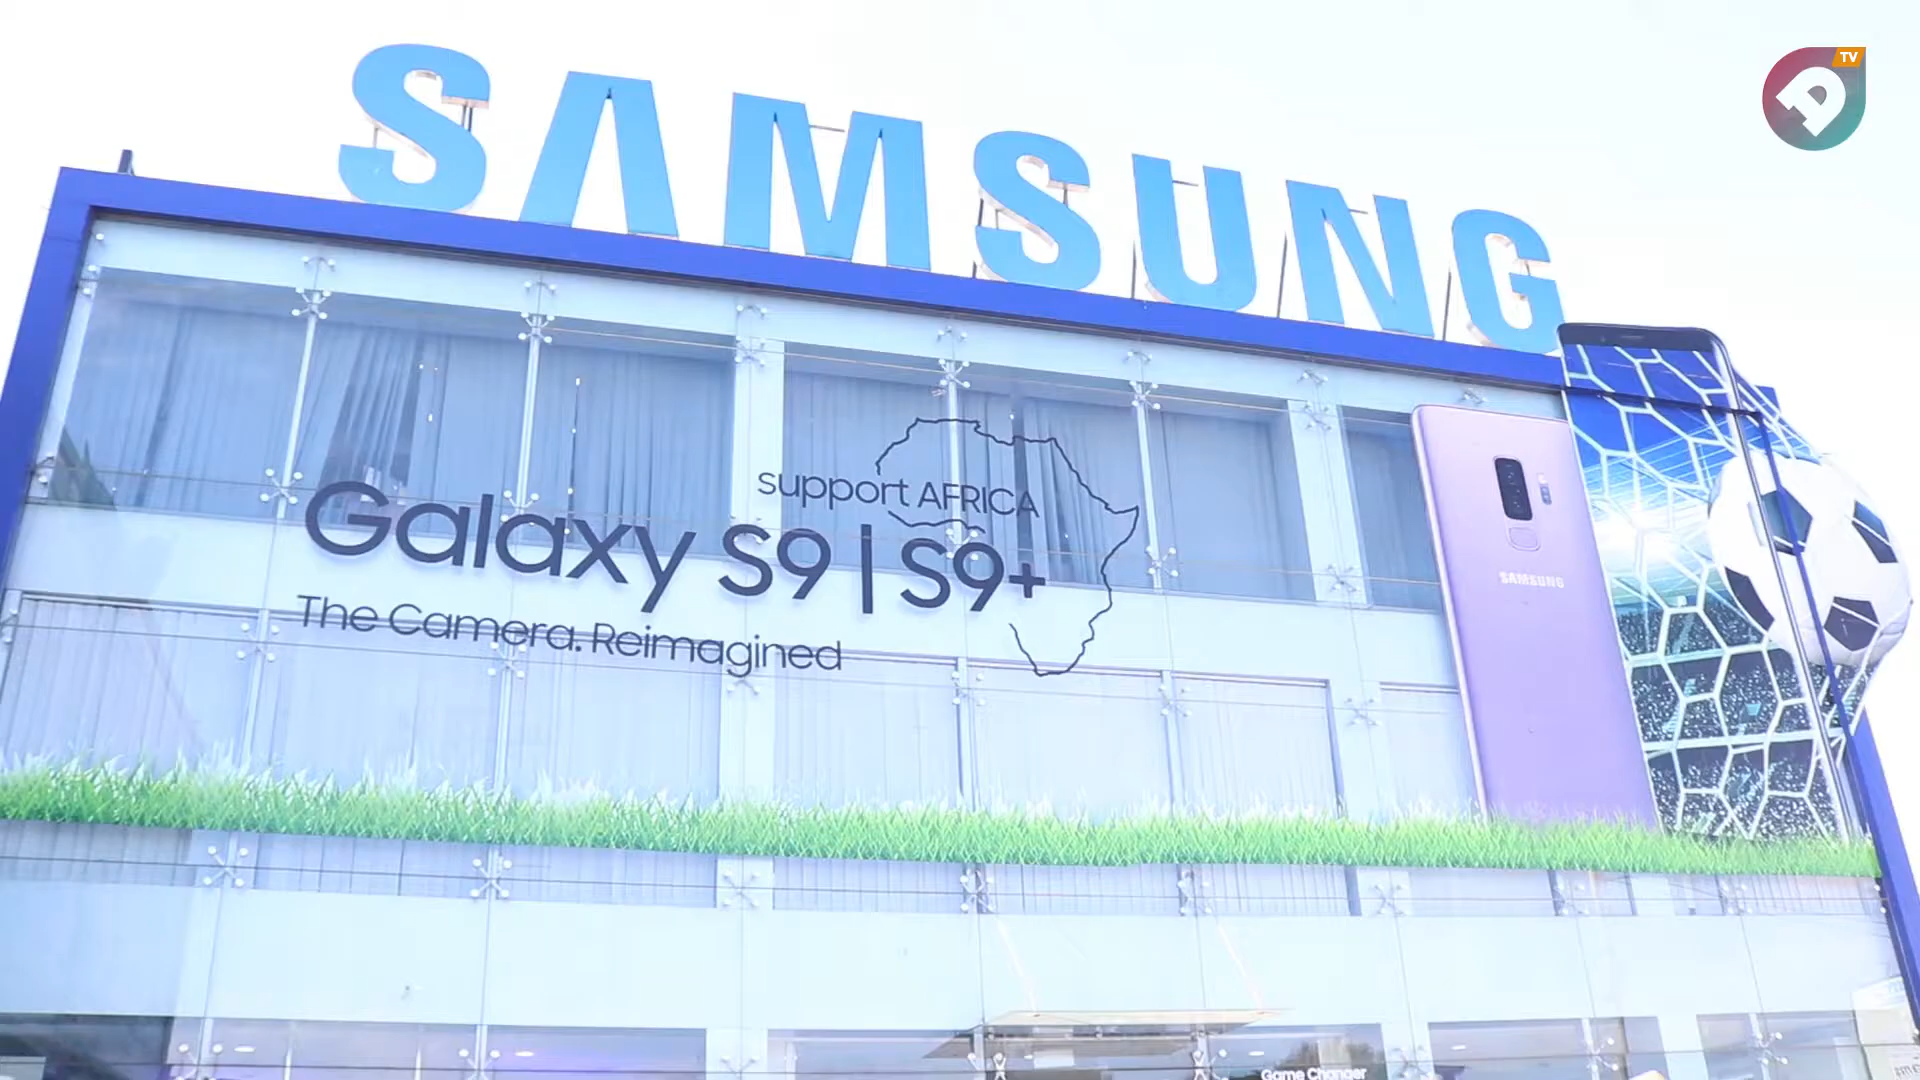 TV
SAMSUNG
support AFRICA
Galaxy S9|S9+
The Camera. Reimagined
SAMSUNG
Game Changer